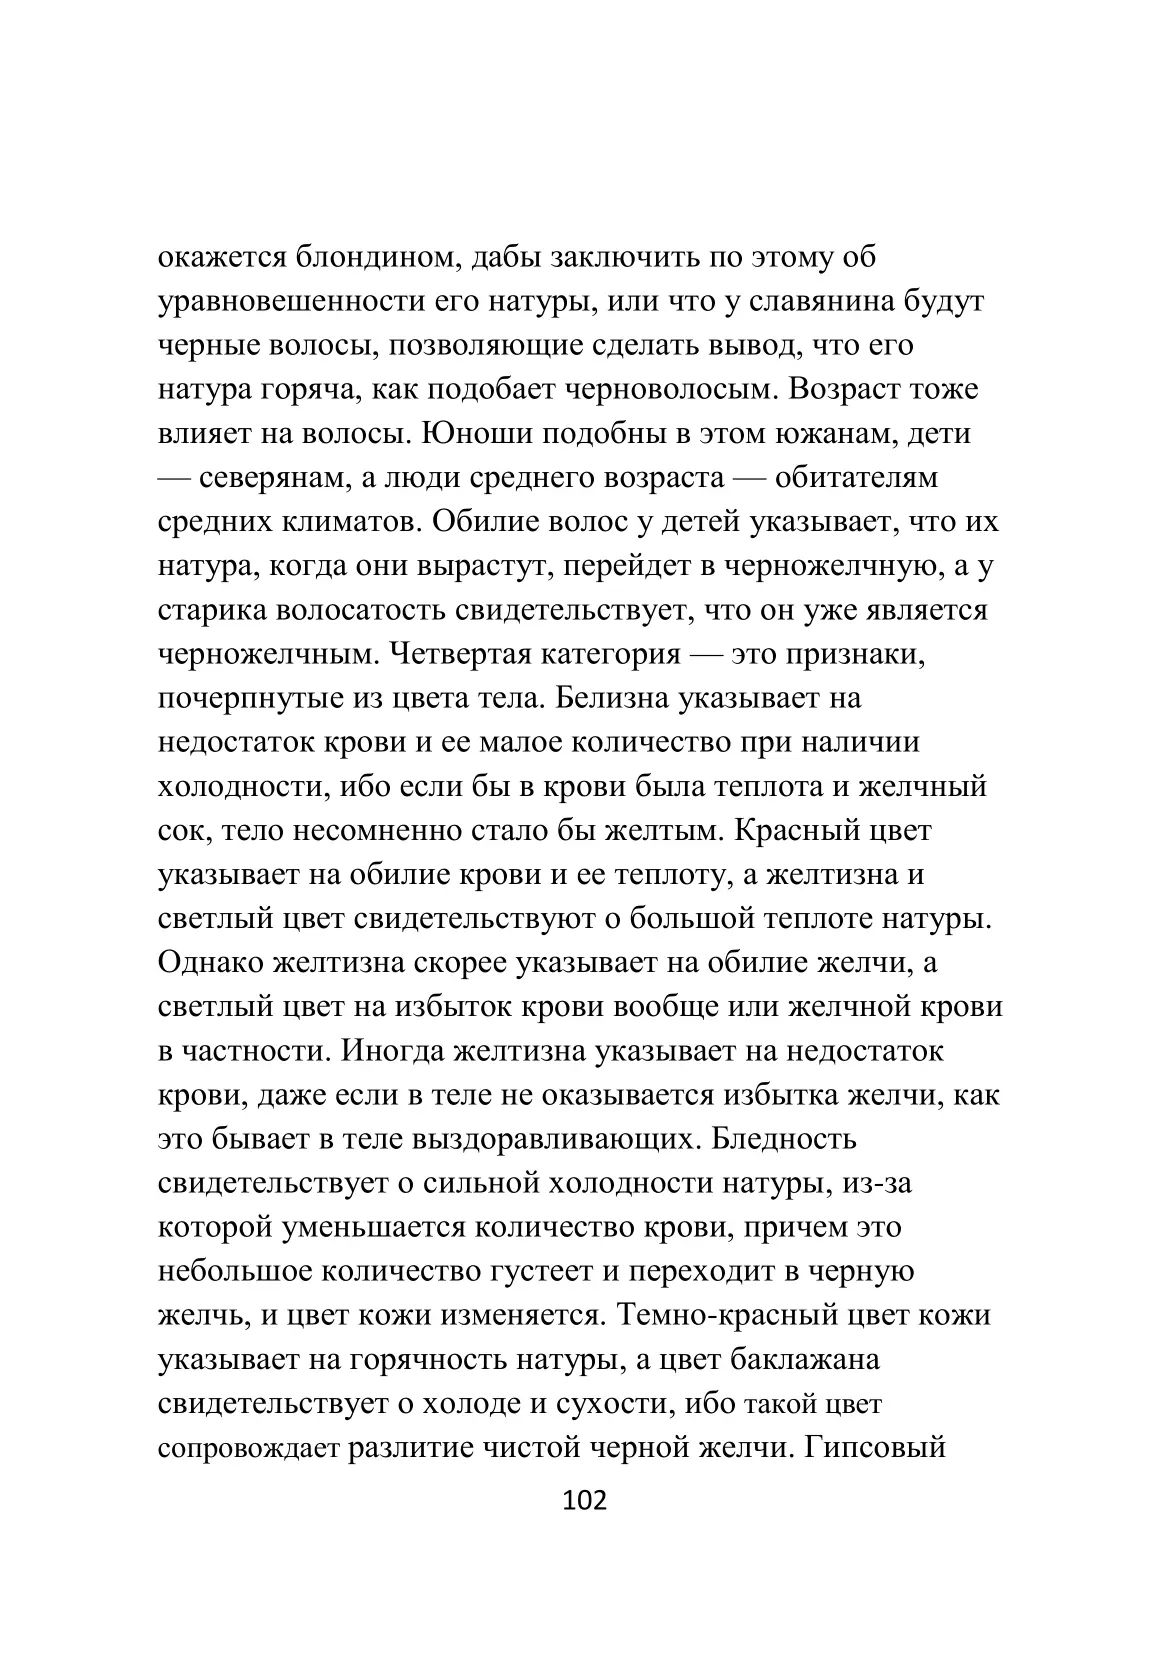 окажется блондином, дабы заключить по этому об
уравновешенности его натуры, или что у славянина будут
черные волосы, позволяющие сделать вывод, что его
натура горяча, как подобает черноволосым. Возраст тоже
влияет на волосы. Юноши подобны в этом южанам, дети
— северянам, а люди среднего возраста — обитателям
средних климатов. Обилие волос у детей указывает, что их
натура, когда они вырастут, перейдет в черножелчную, а у
старика волосатость свидетельствует, что он уже является
черножелчным. Четвертая категория — это признаки,
почерпнутые из цвета тела. Белизна указывает на
недостаток крови и ее малое количество при наличии
холодности, ибо если бы в крови была теплота и желчный
сок, тело несомненно стало бы желтым. Красный цвет
указывает на обилие крови и ее теплоту, а желтизна и
светлый цвет свидетельствуют о большой теплоте натуры.
Однако желтизна скорее указывает на обилие желчи, а
светлый цвет на избыток крови вообще или желчной крови
в частности. Иногда желтизна указывает на недостаток
крови, даже если в теле не оказывается избытка желчи, как
это бывает в теле выздоравливающих. Бледность
свидетельствует о сильной холодности натуры, из-за
которой уменьшается количество крови, причем это
небольшое количество густеет и переходит в черную
желчь, и цвет кожи изменяется. Темно-красный цвет кожи
указывает на горячность натуры, а цвет баклажана
свидетельствует о холоде и сухости, ибо такой цвет
сопровождает разлитие чистой черной желчи. Гипсовый
102